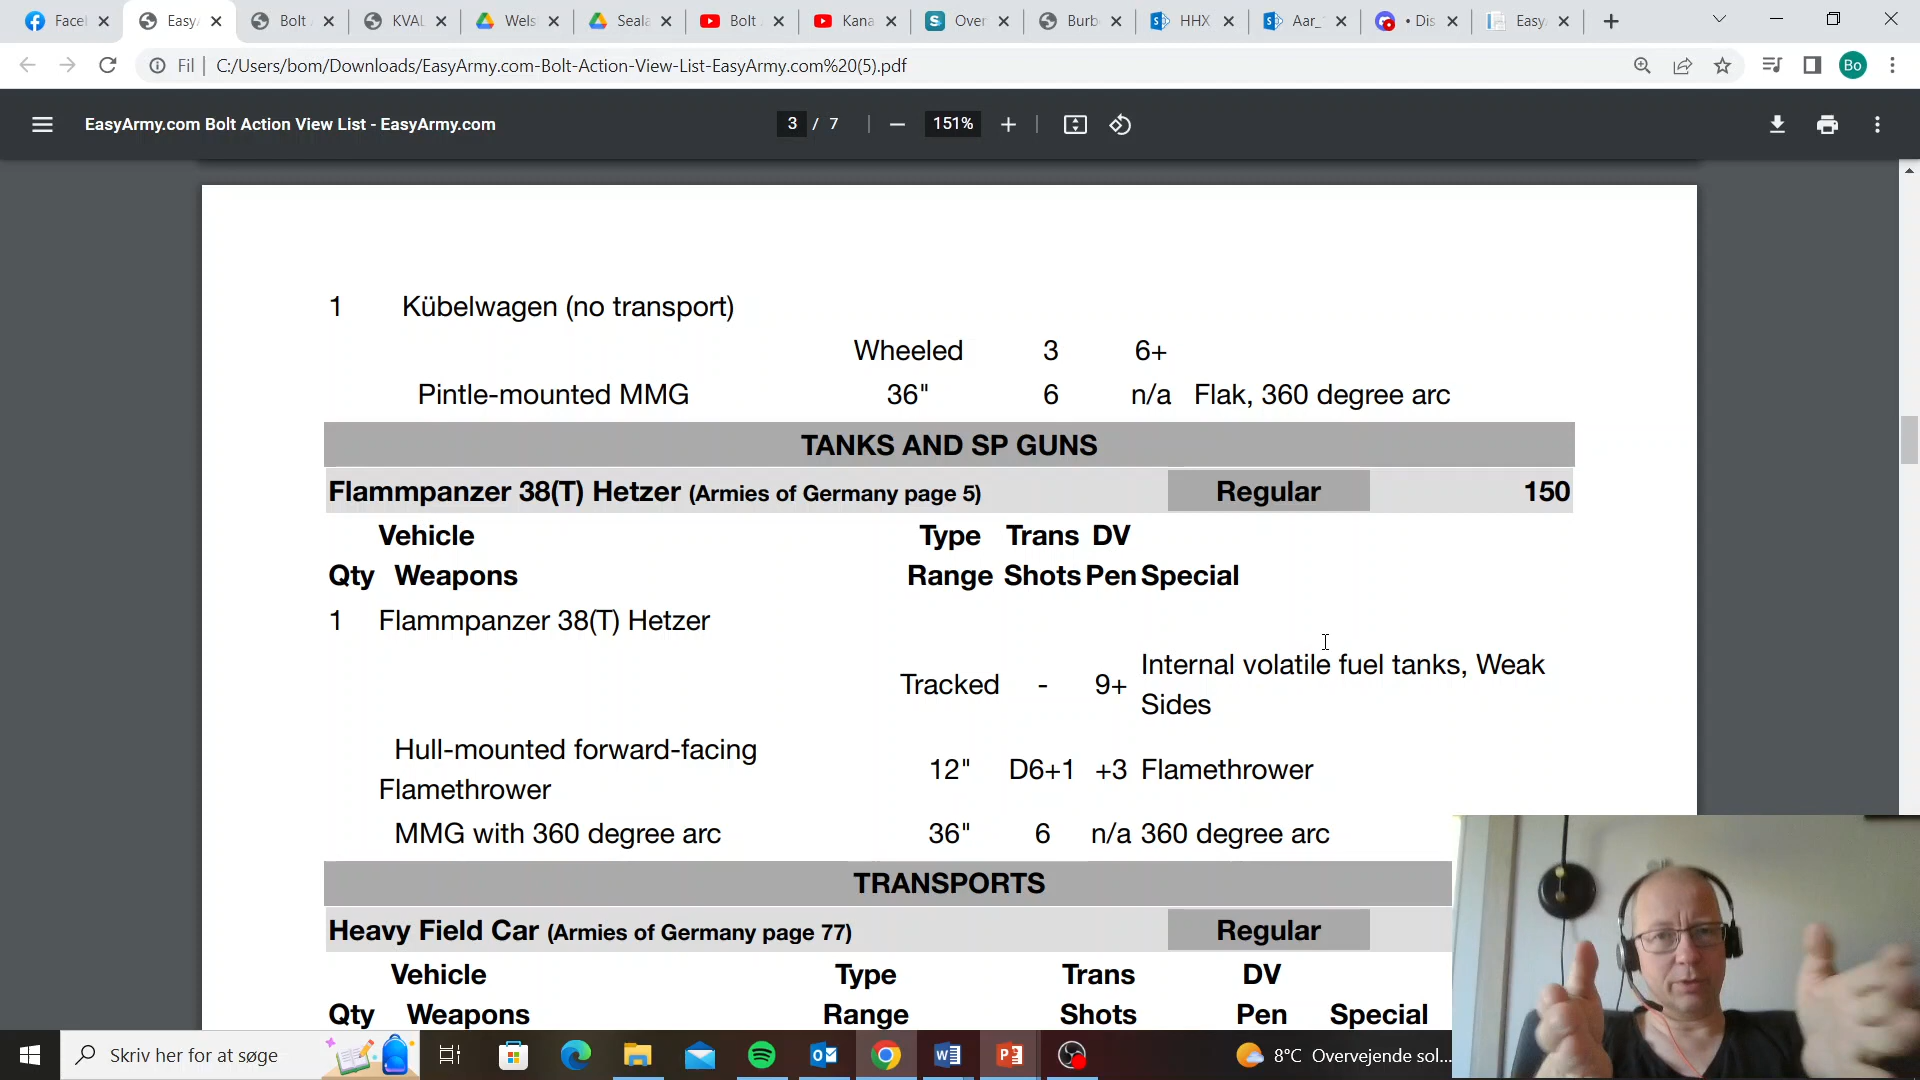 Facel
Easy
Bolt
KVAL
Wels
Seala
Bolt
Kana
Over
Burb
HHX
Aar_
• Dis
Easy
Fil
C:/Users/bom/Downloads/EasyArmy.com-Bolt-Action-View-List-EasyArmy.com%20(5).pdf
Bo
EasyArmy.com Bolt Action View List - EasyArmy.com
3 / 7
151%
1 Kübelwagen (no transport)
Wheeled 3 6+
Pintle-mounted MMG 36" 6 n/a Flak, 360 degree arc
TANKS AND SP GUNS
Flammpanzer 38(T) Hetzer (Armies of Germany page 5) Regular 150
Vehicle Type Trans DV
Qty Weapons Range Shots Pen Special
1 Flammpanzer 38(T) Hetzer
Tracked - 9+ Internal volatile fuel tanks, Weak
Sides
Hull-mounted forward-facing
Flamethrower 12" D6+1 +3 Flamethrower
MMG with 360 degree arc 36" 6 n/a 360 degree arc
TRANSPORTS
Heavy Field Car (Armies of Germany page 77) Regular
Vehicle Type Trans DV
Qty Weapons Range Shots Pen Special
Skriv her for at søge
8°C Overvejende sol...